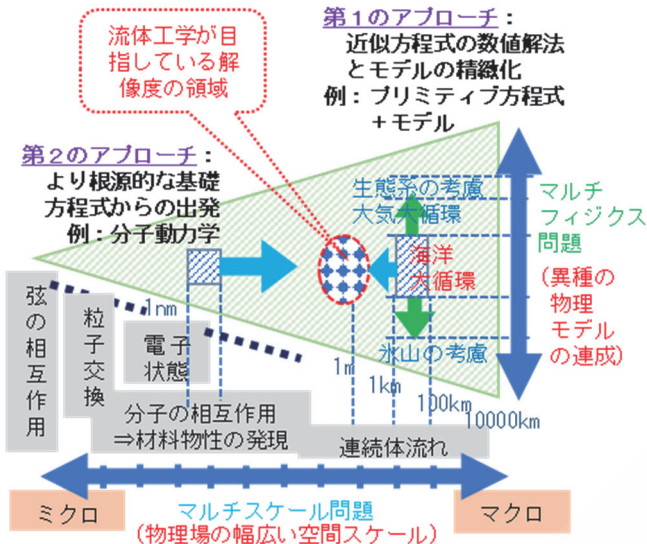 流体工学が目
指している解
像度の領域
第1のアプローチ：
近似方程式の数値解法
とモデルの精緻化
例：プリミティブ方程式
＋モデル
第2のアプローチ：
より根源的な基礎
方程式からの出発
例：分子動力学
生態系の考慮
大気大循環
海洋
大循環
氷山の考慮
マルチ
フィジクス
問題
(異種の
物理
モデル
の連成)
弦の相互作用
粒子交換
1nm
電子
状態
分子の相互作用
⇒材料物性の発現
1m
1km
100km
10000km
連続体流れ
ミクロ
マルチスケール問題
(物理場の幅広い空間スケール)
マクロ